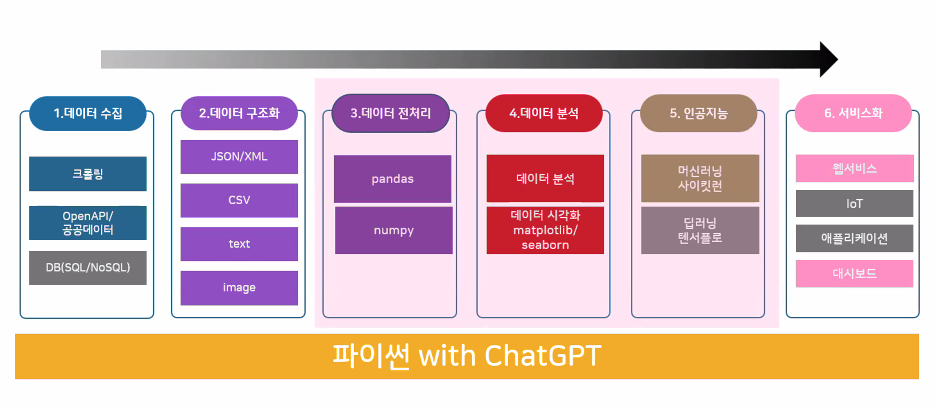 1.데이터 수집
크롤링
OpenAPI/
공공데이터
DB(SQL/NoSQL)
2.데이터 구조화
JSON/XML
CSV
text
image
3.데이터 전처리
pandas
numpy
4.데이터 분석
데이터 분석
데이터 시각화
matplotlib/
seaborn
5. 인공지능
머신러닝
사이킷런
딥러닝
텐서플로
6. 서비스화
웹서비스
IoT
애플리케이션
대시보드
파이썬 with ChatGPT